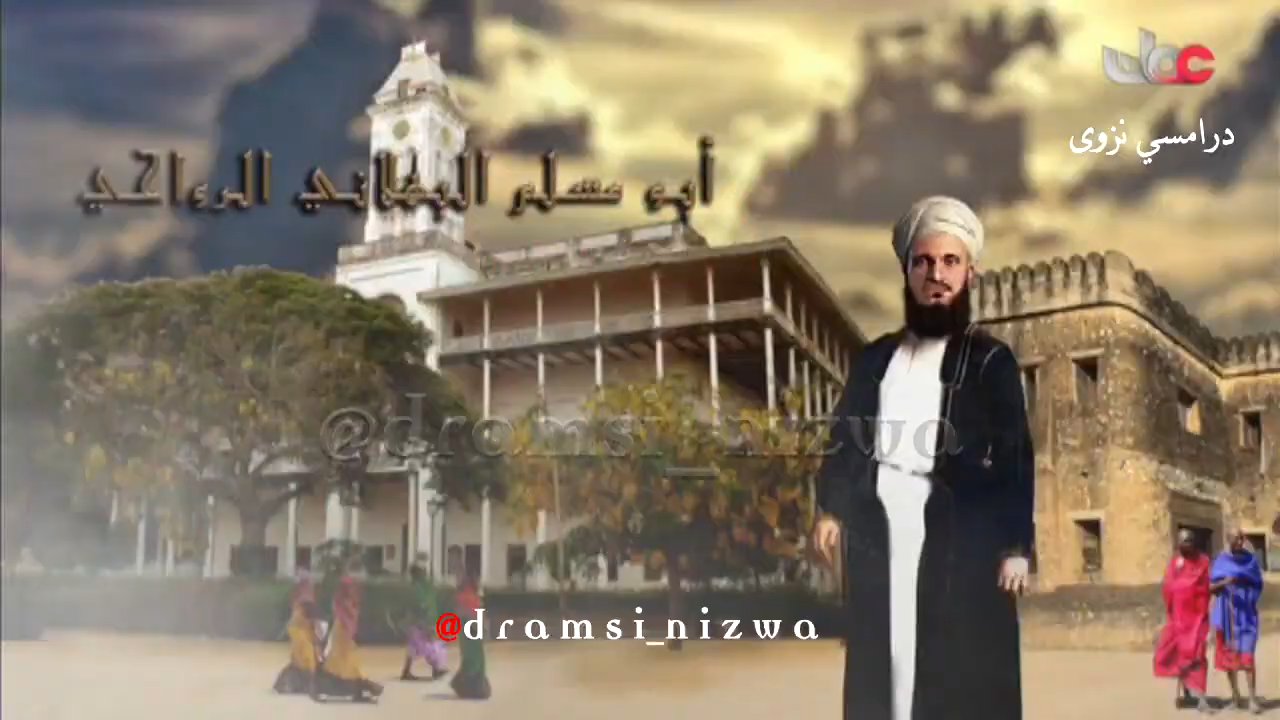 درامسي نزوى
أبو مسلم البهلاني الرواحي
@dramsi_nizwa
@dramsi_nizwa